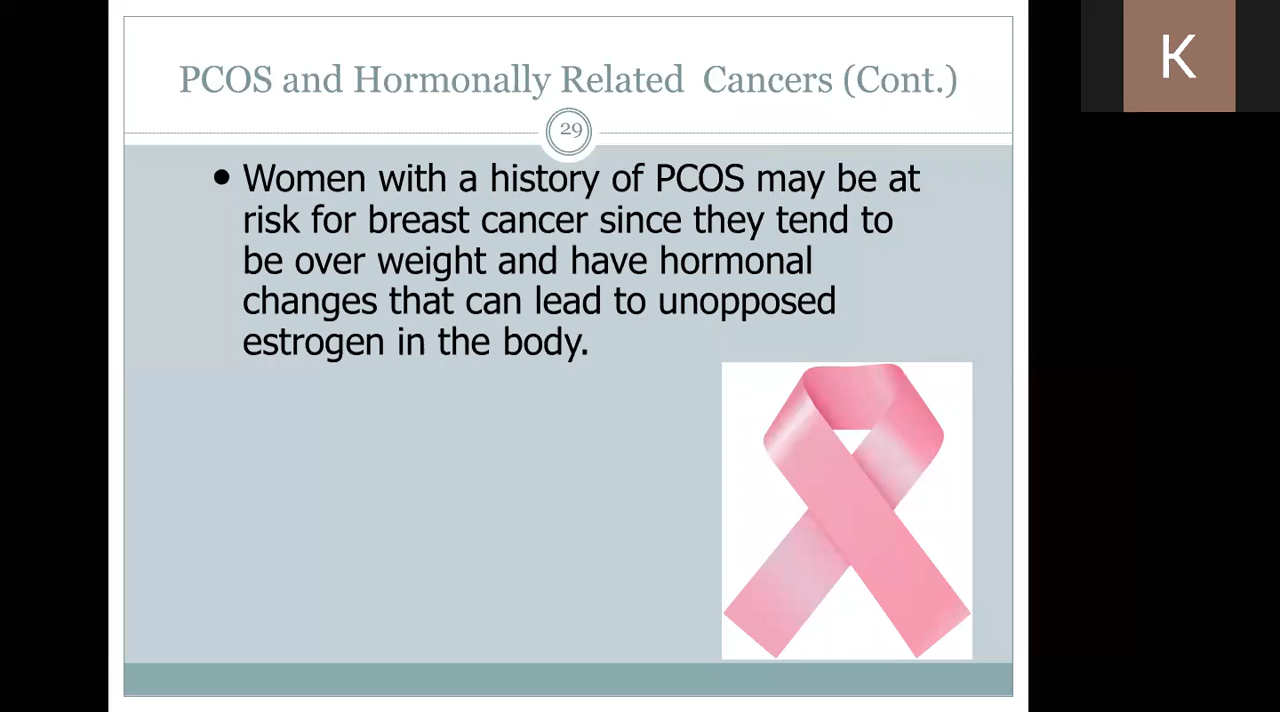 PCOS and Hormonally Related Cancers (Cont.)
29
• Women with a history of PCOS may be at
risk for breast cancer since they tend to
be over weight and have hormonal
changes that can lead to unopposed
estrogen in the body.
K